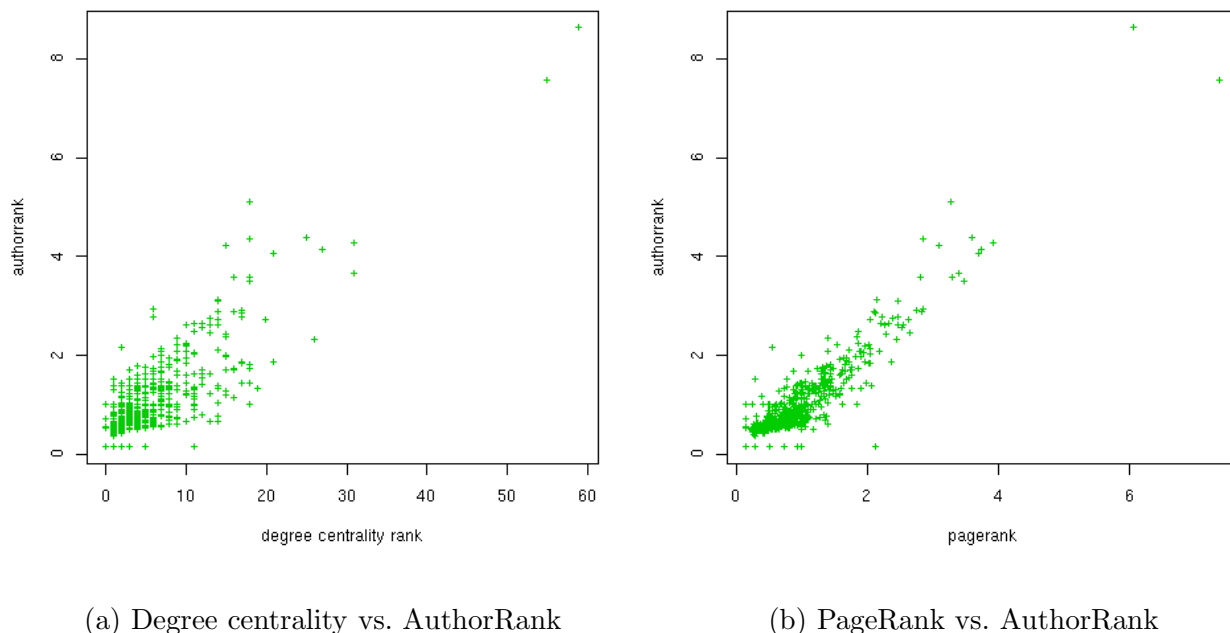 8
6
4
2
0
authorrank
0 10 20 30 40 50 60
degree centrality rank
8
6
4
2
0
authorrank
0 2 4 6
pagerank
(a) Degree centrality vs. AuthorRank
(b) PageRank vs. AuthorRank